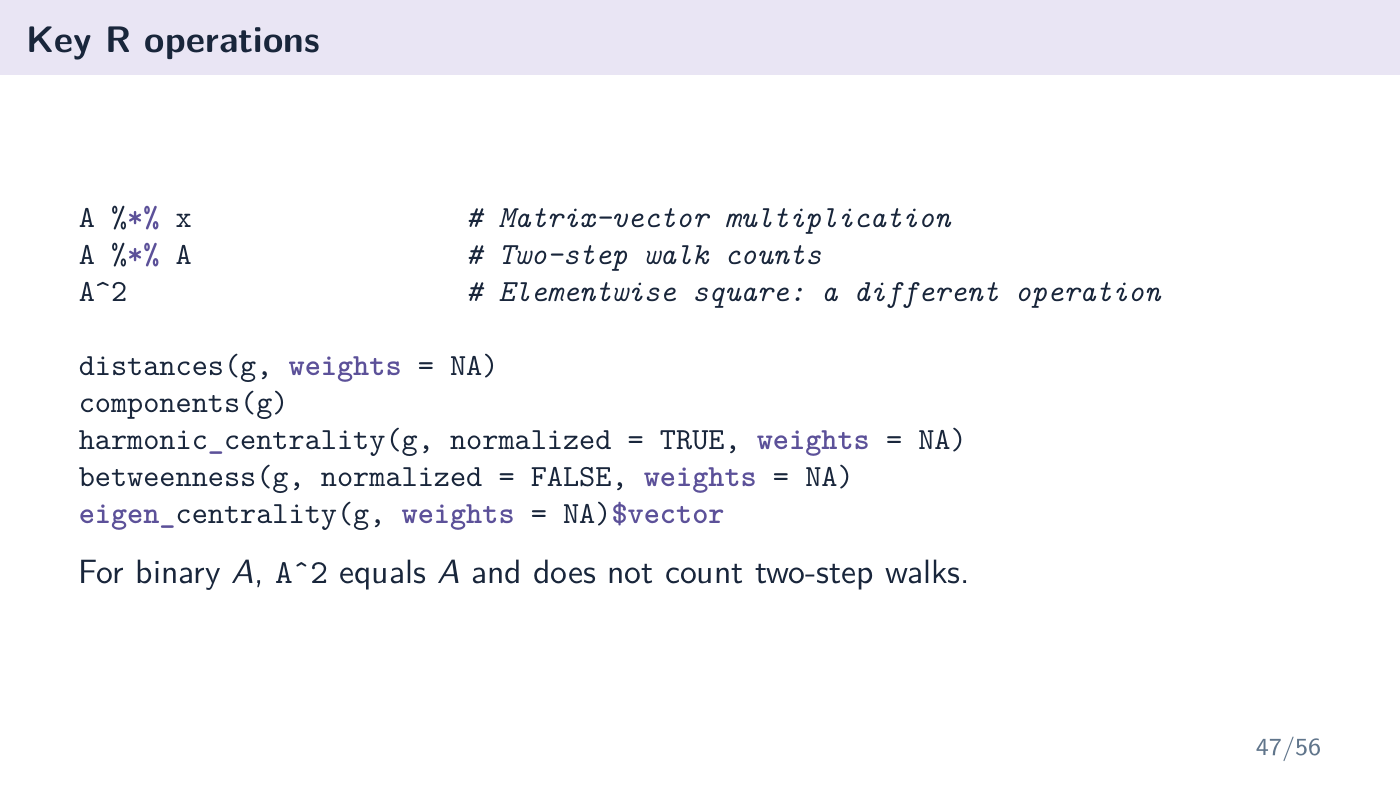 Key R operations
A %*% x # Matrix-vector multiplication
A %*% A # Two-step walk counts
A^2 # Elementwise square: a different operation
distances(g, weights = NA)
components(g)
harmonic_centrality(g, normalized = TRUE, weights = NA)
betweenness(g, normalized = FALSE, weights = NA)
eigen_centrality(g, weights = NA)$vector
For binary A, A^2 equals A and does not count two-step walks.
47/56